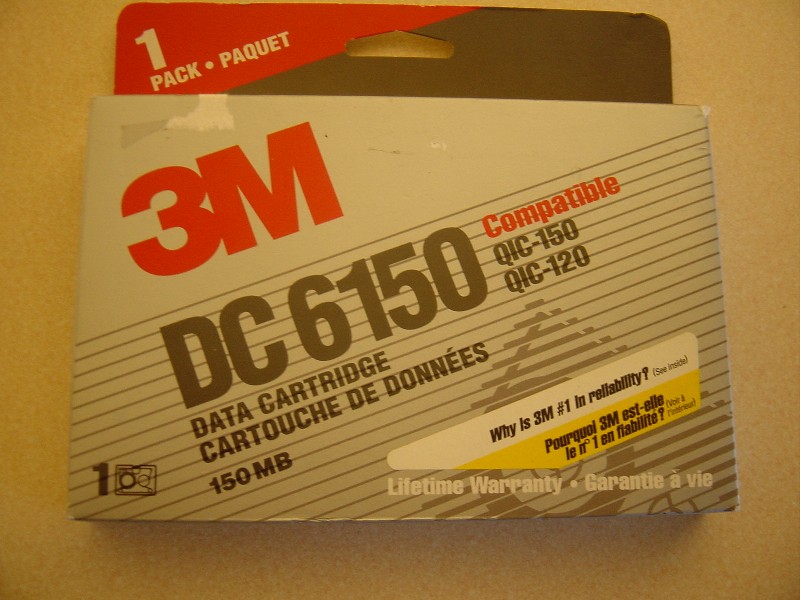 1
PACK • PAQUET
3M
DC 6150
Compatible
QIC-150
QIC-120
DATA CARTRIDGE
CARTOUCHE DE DONNÉES
150 MB
1
Why is 3M #1 in reliability? (See inside)
Pourquoi 3M est-elle
le n° 1 en fiabilité? (Voir à
l'intérieur)
Lifetime Warranty • Garantie à vie